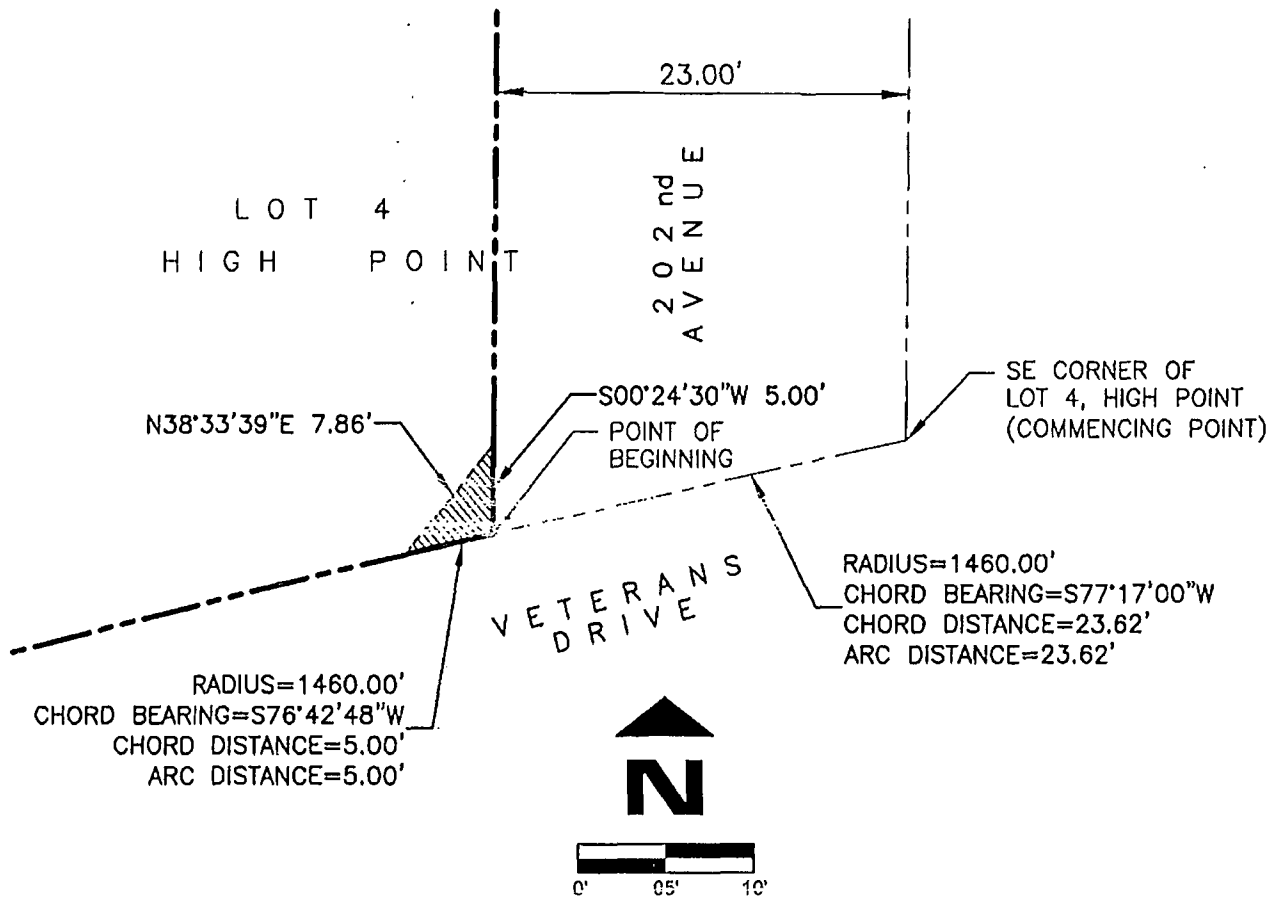 23.00'
LOT 4
HIGH POINT
202nd
AVENUE
SE CORNER OF
LOT 4, HIGH POINT
(COMMENCING POINT)
S00°24'30"W 5.00'
N38°33'39"E 7.86'
POINT OF
BEGINNING
VETERANS
DRIVE
RADIUS=1460.00'
CHORD BEARING=S77°17'00"W
CHORD DISTANCE=23.62'
ARC DISTANCE=23.62'
RADIUS=1460.00'
CHORD BEARING=S76°42'48"W
CHORD DISTANCE=5.00'
ARC DISTANCE=5.00'
N
0' 05' 10'